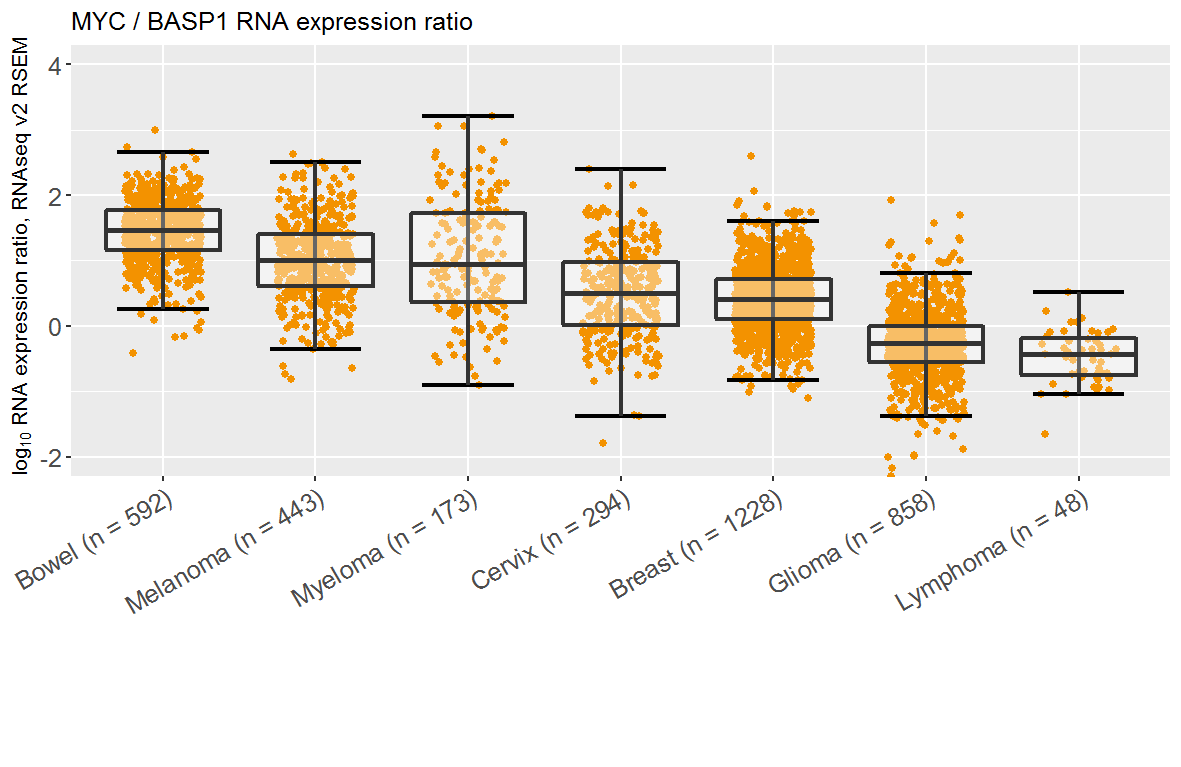 MYC / BASP1 RNA expression ratio
log10 RNA expression ratio, RNAseq v2 RSEM
4
2
0
-2
Bowel (n = 592)
Melanoma (n = 443)
Myeloma (n = 173)
Cervix (n = 294)
Breast (n = 1228)
Glioma (n = 858)
Lymphoma (n = 48)